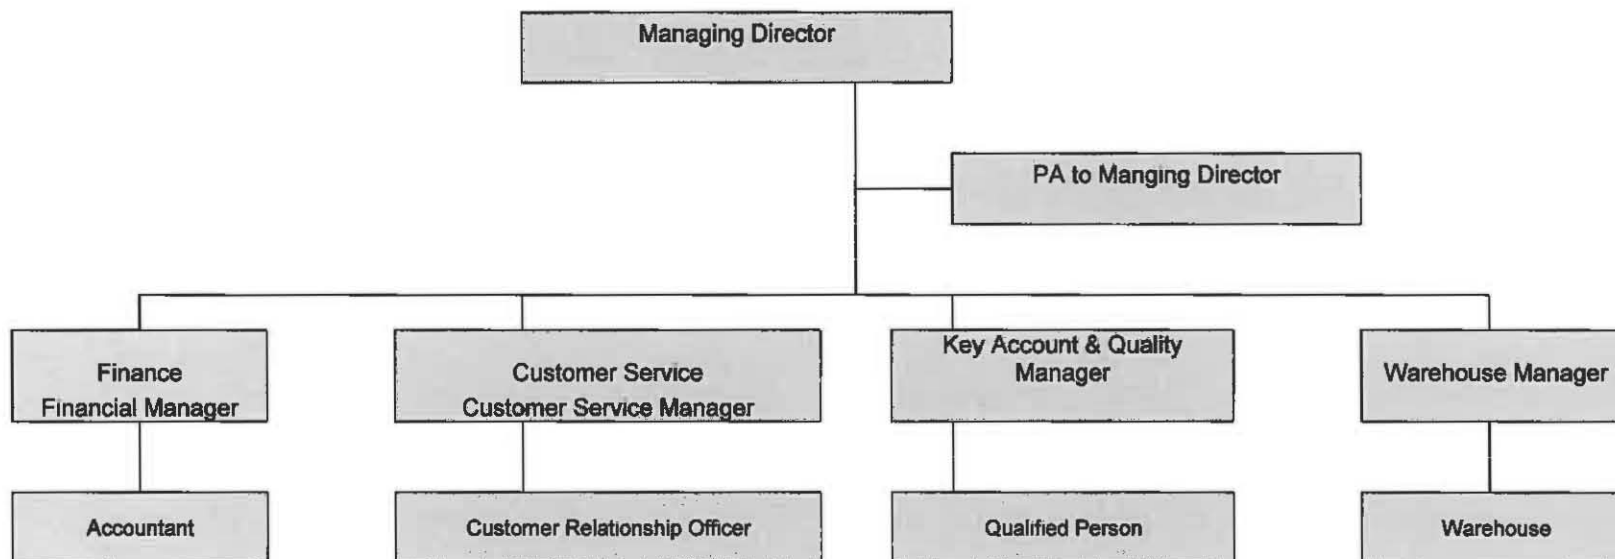 Managing Director
PA to Manging Director
Finance
Financial Manager
Customer Service
Customer Service Manager
Key Account & Quality
Manager
Warehouse Manager
Accountant
Customer Relationship Officer
Qualified Person
Warehouse